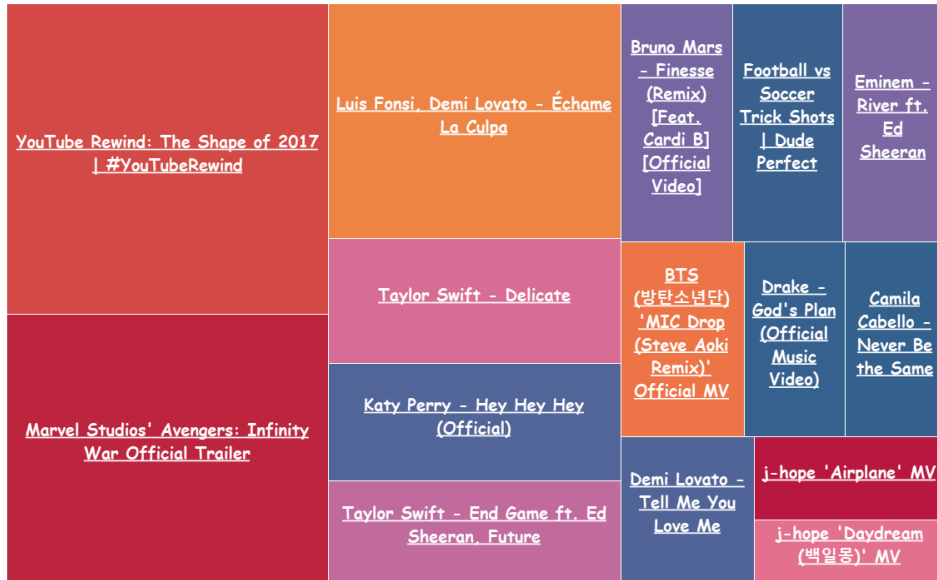 YouTube Rewind: The Shape of 2017
| #YouTubeRewind
Marvel Studios' Avengers: Infinity
War Official Trailer
Luis Fonsi, Demi Lovato - Échame
La Culpa
Taylor Swift - Delicate
Katy Perry - Hey Hey Hey
(Official)
Taylor Swift - End Game ft. Ed
Sheeran, Future
Bruno Mars
- Finesse
(Remix)
[Feat.
Cardi B]
[Official
Video]
Football vs
Soccer
Trick Shots
| Dude
Perfect
Eminem -
River ft.
Ed
Sheeran
BTS
(방탄소년단)
'MIC Drop
(Steve Aoki
Remix)'
Official MV
Drake -
God's Plan
(Official
Music
Video)
Camila
Cabello -
Never Be
the Same
Demi Lovato -
Tell Me You
Love Me
j-hope 'Airplane' MV
j-hope 'Daydream
(백일몽)' MV